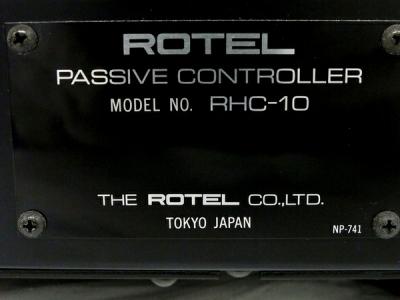 ROTEL
PASSIVE CONTROLLER
MODEL NO. RHC-10
THE ROTEL CO.,LTD.
TOKYO JAPAN
NP-741